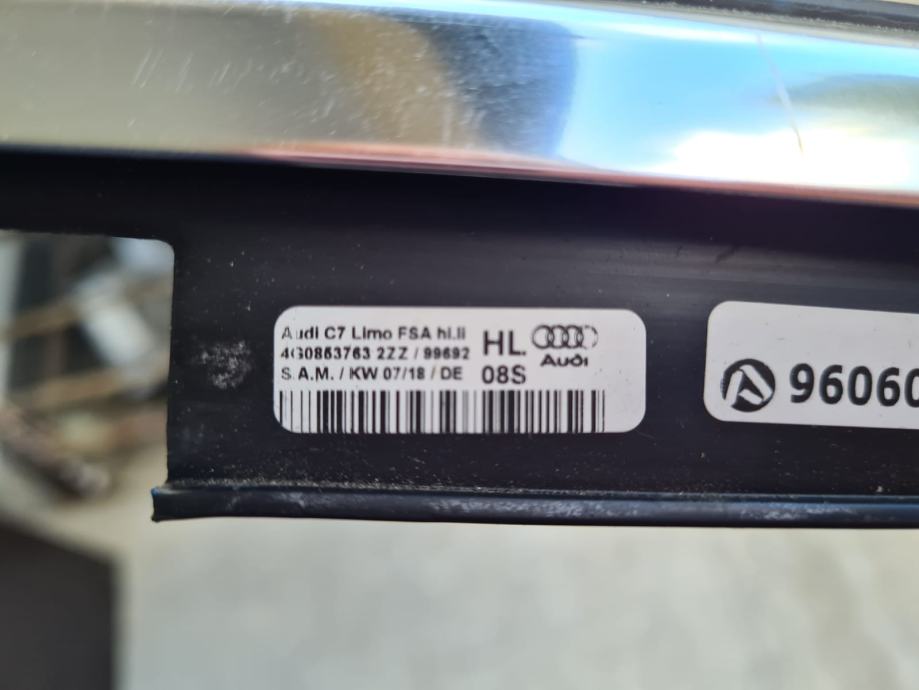 Audi C7 Limo FSA hi.li
4G0853763 2ZZ / 99692
S.A.M. / KW 07/18 / DE
HL
08S
Audi
96060